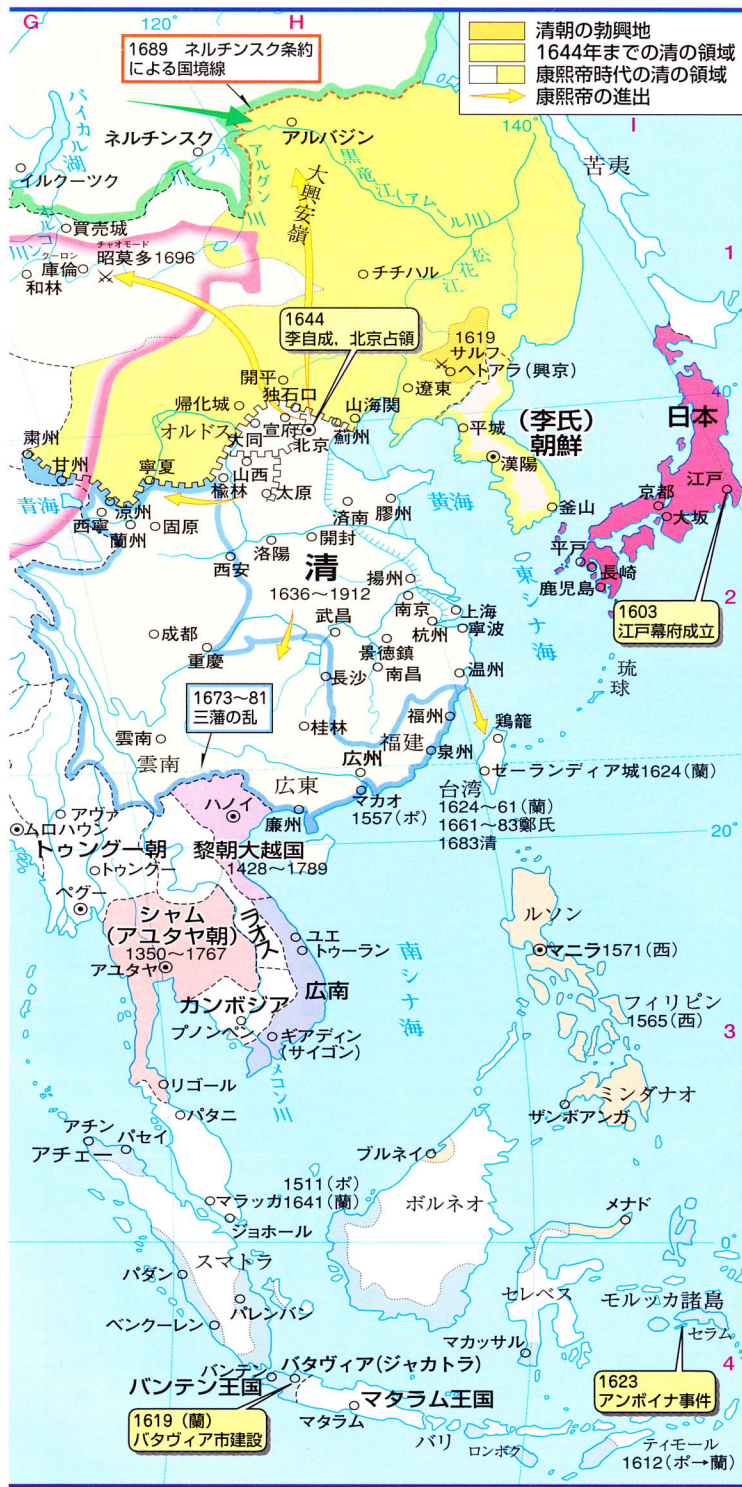 G
120°
H
1689 ネルチンスク条約
による国境線
清朝の勃興地
1644年までの清の領域
康熙帝時代の清の領域
康熙帝の進出
140°
I
バイカル湖
ネルチンスク
アルバジン
イルクーツク
オノン川
アルグン川
大興安嶺
黒竜江(アムール川)
苦夷
買売城
チャオモード
昭莫多1696
クーロン
庫倫
和林
チチハル
松花江
1
1644
李自成，北京占領
1619
サルフ
ヘトアラ(興京)
開平
独石口
遼東
帰化城
オルドス
大同
宣府
北京
薊州
山海関
40°
日本
(李氏)
朝鮮
平城
漢陽
釜山
粛州
甘州
寧夏
山西
楡林
太原
青海
涼州
西寧
蘭州
固原
済南
膠州
黄海
京都
江戸
大坂
平戸
長崎
鹿児島
洛陽
開封
西安
清
1636〜1912
揚州
南京
上海
杭州
寧波
東シナ海
2
1603
江戸幕府成立
武昌
景徳鎮
成都
重慶
長沙
南昌
温州
琉球
1673〜81
三藩の乱
桂林
福州
福建
泉州
鶏籠
雲南
雲南
広州
広東
ゼーランディア城1624(蘭)
台湾
1624〜61(蘭)
1661〜83鄭氏
1683清
マカオ
1557(ポ)
ハノイ
廉州
20°
アヴァ
ムロハウン
トゥングー朝
トゥングー
黎朝大越国
1428〜1789
ペグー
シャム
(アユタヤ朝)
1350〜1767
アユタヤ
ラオス
ユエ
トゥーラン
広南
南シナ海
ルソン
マニラ1571(西)
カンボジア
プノンペン
ギアディン
(サイゴン)
メコン川
フィリピン
1565(西)
3
リゴール
パタニ
ミンダナオ
ザンボアンガ
アチン
アチェー
パセイ
ブルネイ
1511(ポ)
マラッカ1641(蘭)
ジョホール
ボルネオ
メナド
0°
スマトラ
パダン
パレンバン
ベンクーレン
セレベス
モルッカ諸島
セラム
マカッサル
4
バンテン
バンテン王国
バタヴィア(ジャカトラ)
1619(蘭)
バタヴィア市建設
マタラム王国
マタラム
バリ
ロンボク
1623
アンボイナ事件
ティモール
1612(ポ→蘭)